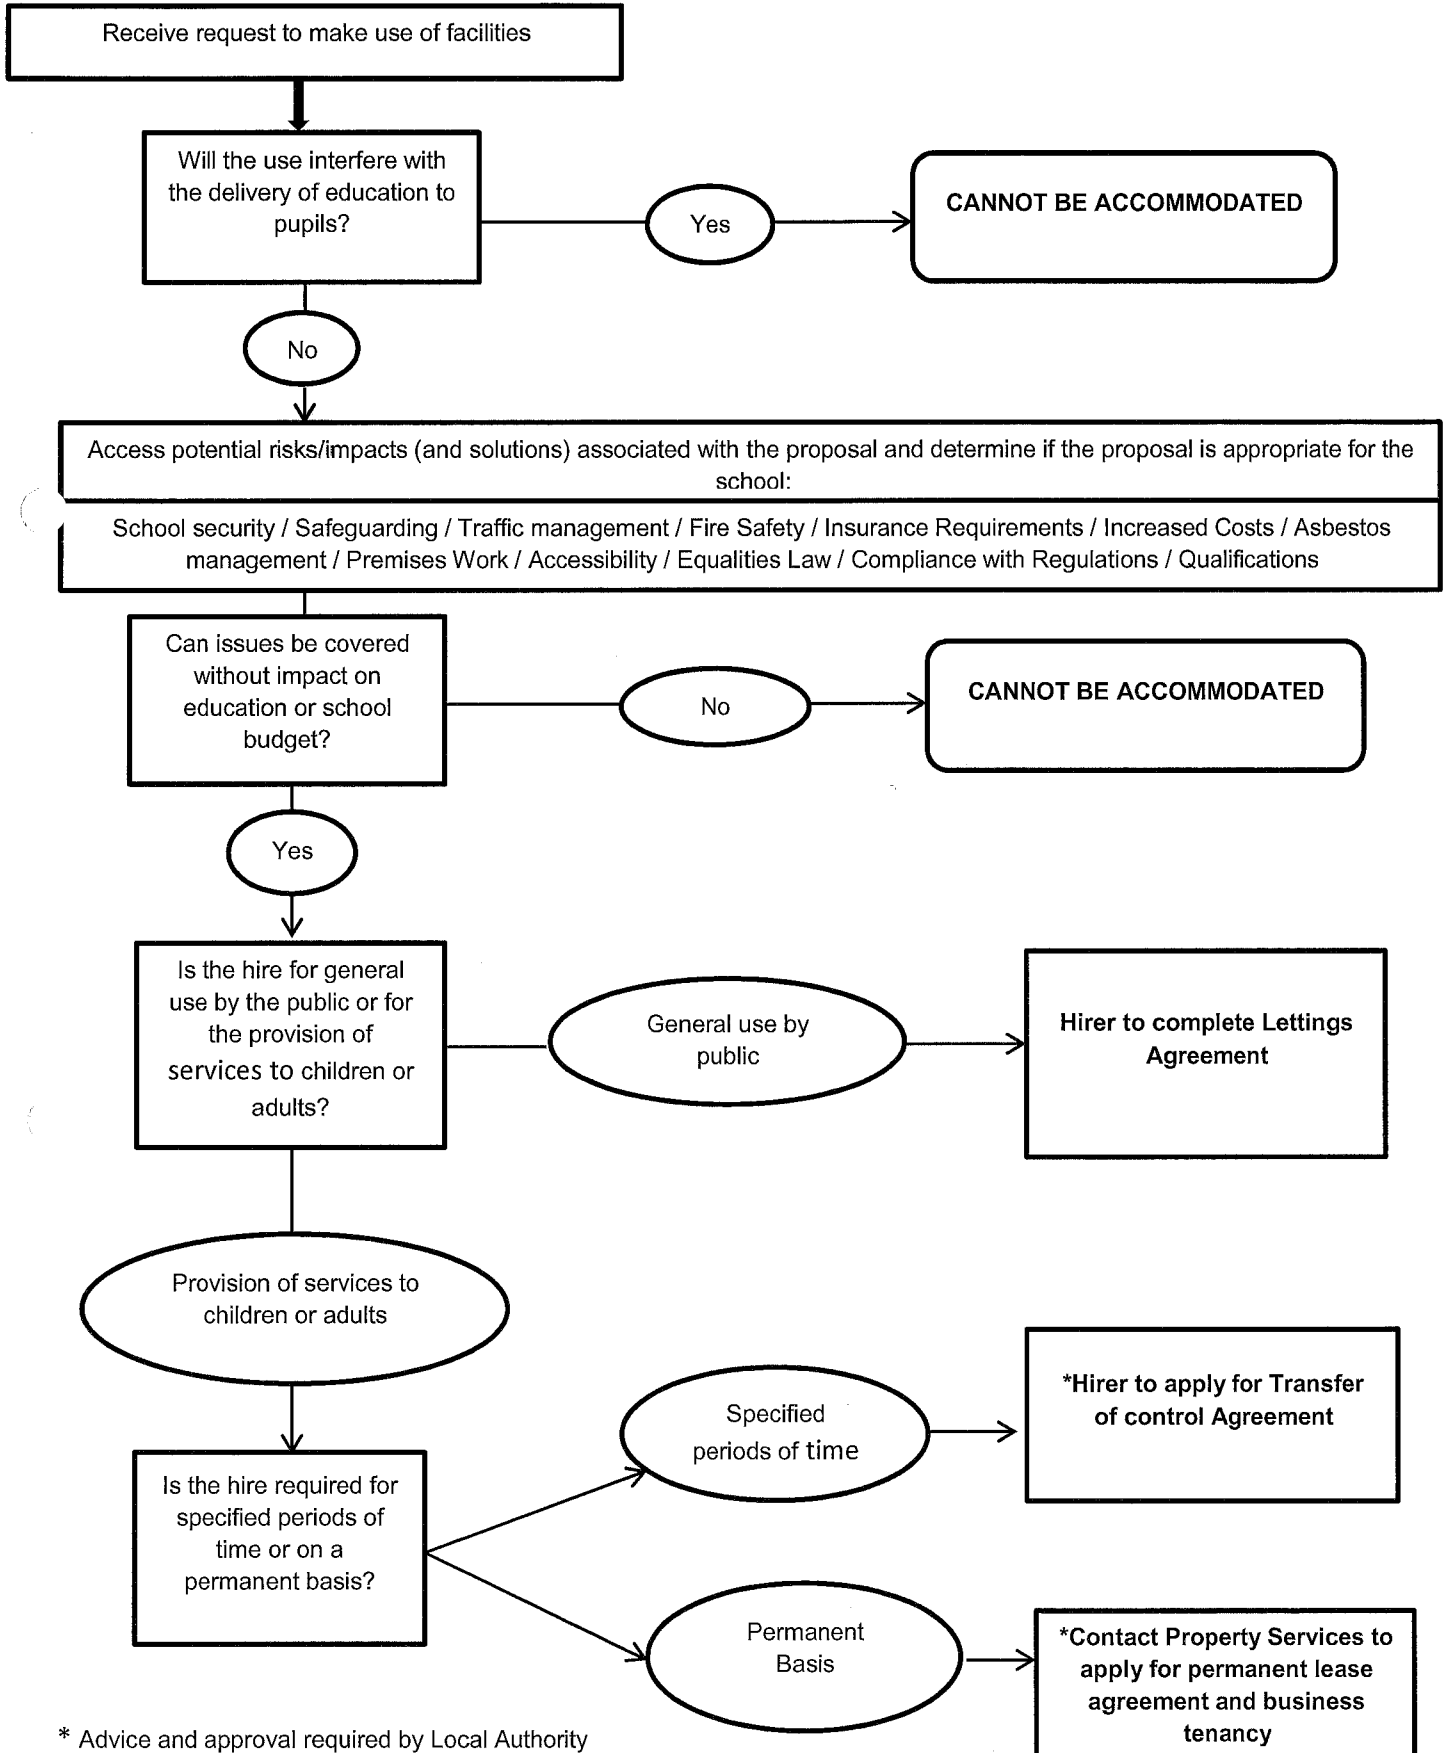 Receive request to make use of facilities
Will the use interfere with
the delivery of education to
pupils?
Yes
CANNOT BE ACCOMMODATED
No
Access potential risks/impacts (and solutions) associated with the proposal and determine if the proposal is appropriate for the
school:
School security / Safeguarding / Traffic management / Fire Safety / Insurance Requirements / Increased Costs / Asbestos
management / Premises Work / Accessibility / Equalities Law / Compliance with Regulations / Qualifications
Can issues be covered
without impact on
education or school
budget?
No
CANNOT BE ACCOMMODATED
Yes
Is the hire for general
use by the public or for
the provision of
services to children or
adults?
General use by
public
Hirer to complete Lettings
Agreement
Provision of services to
children or adults
Is the hire required for
specified periods of
time or on a
permanent basis?
Specified
periods of time
*Hirer to apply for Transfer
of control Agreement
Permanent
Basis
*Contact Property Services to
apply for permanent lease
agreement and business
tenancy
* Advice and approval required by Local Authority